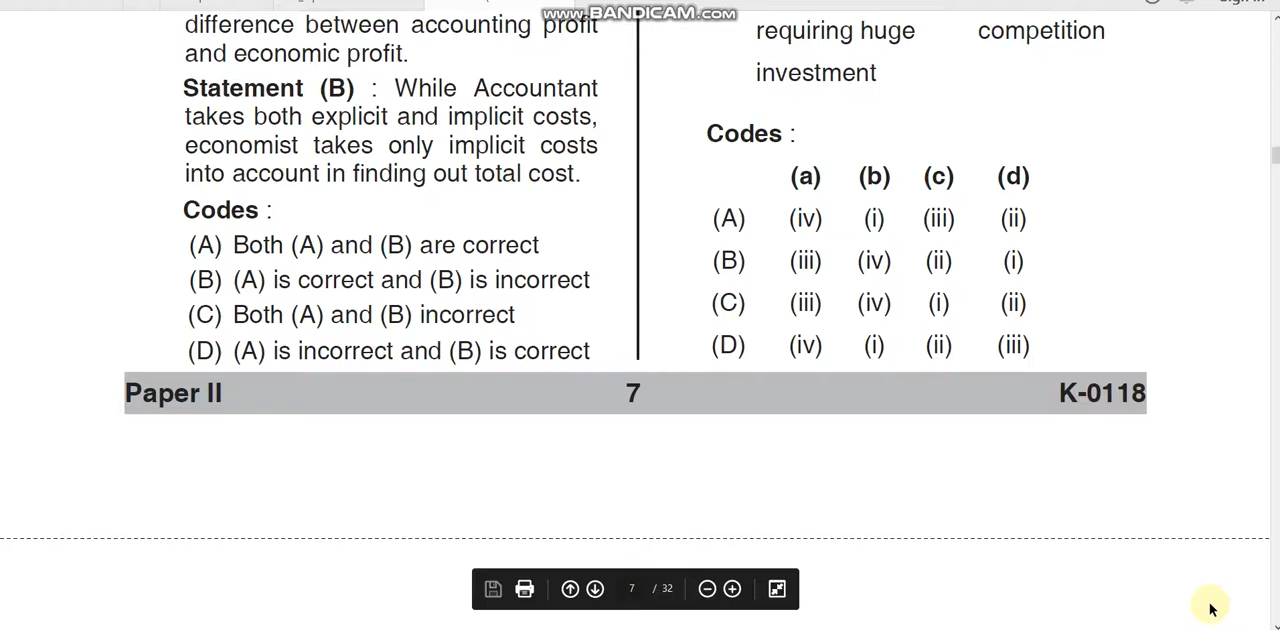 www.BANDICAM.com
difference between accounting profit
and economic profit.
Statement (B) : While Accountant
takes both explicit and implicit costs,
economist takes only implicit costs
into account in finding out total cost.
Codes :
(A) Both (A) and (B) are correct
(B) (A) is correct and (B) is incorrect
(C) Both (A) and (B) incorrect
(D) (A) is incorrect and (B) is correct
requiring huge competition
investment
Codes :
(a) (b) (c) (d)
(A) (iv) (i) (iii) (ii)
(B) (iii) (iv) (ii) (i)
(C) (iii) (iv) (i) (ii)
(D) (iv) (i) (ii) (iii)
Paper II 7 K-0118
7 / 32